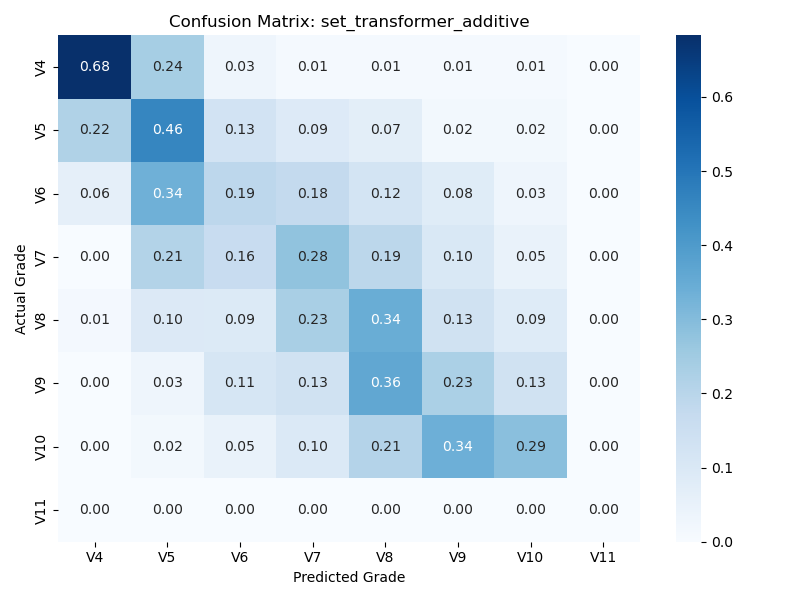 Confusion Matrix: set_transformer_additive
V4 0.68 0.24 0.03 0.01 0.01 0.01 0.01 0.00
V5 0.22 0.46 0.13 0.09 0.07 0.02 0.02 0.00
V6 0.06 0.34 0.19 0.18 0.12 0.08 0.03 0.00
V7 0.00 0.21 0.16 0.28 0.19 0.10 0.05 0.00
V8 0.01 0.10 0.09 0.23 0.34 0.13 0.09 0.00
V9 0.00 0.03 0.11 0.13 0.36 0.23 0.13 0.00
V10 0.00 0.02 0.05 0.10 0.21 0.34 0.29 0.00
V11 0.00 0.00 0.00 0.00 0.00 0.00 0.00 0.00
V4 V5 V6 V7 V8 V9 V10 V11
Predicted Grade
Actual Grade
0.6
0.5
0.4
0.3
0.2
0.1
0.0